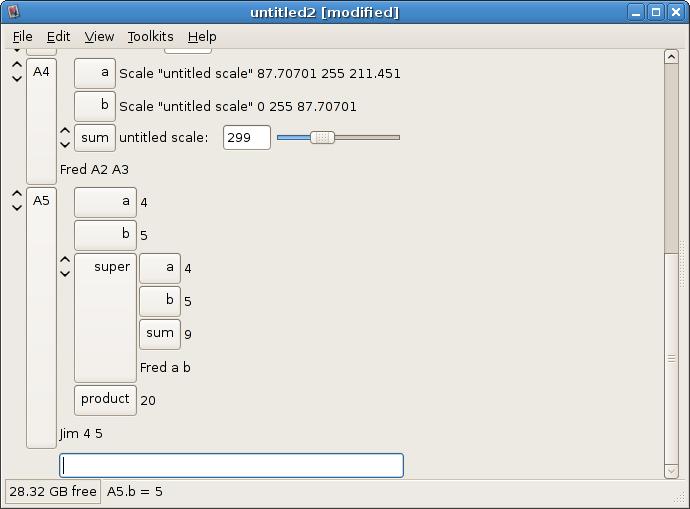 untitled2 [modified]
File Edit View Toolkits Help
A4 a Scale "untitled scale" 87.70701 255 211.451
b Scale "untitled scale" 0 255 87.70701
sum untitled scale: 299
Fred A2 A3
A5 a 4
b 5
super a 4
b 5
sum 9
Fred a b
product 20
Jim 4 5
28.32 GB free A5.b = 5